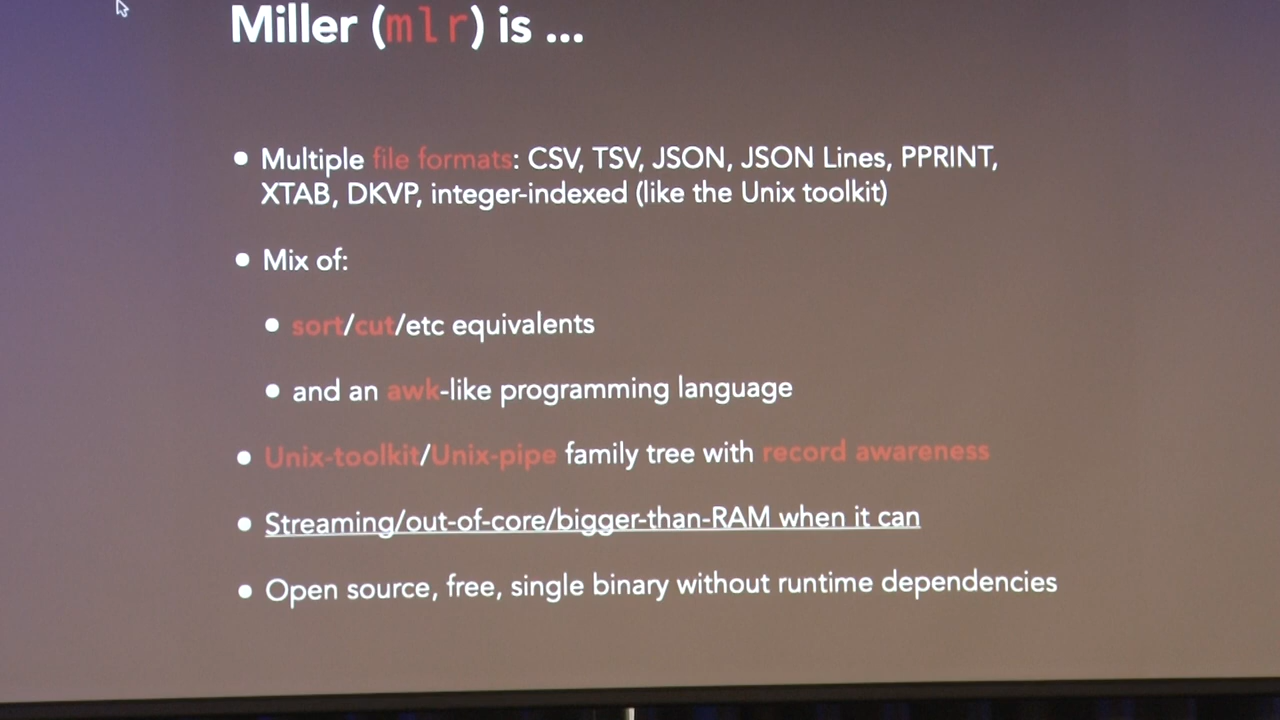 Miller (mlr) is ...
• Multiple file formats: CSV, TSV, JSON, JSON Lines, PPRINT,
XTAB, DKVP, integer-indexed (like the Unix toolkit)
• Mix of:
• sort/cut/etc equivalents
• and an awk-like programming language
• Unix-toolkit/Unix-pipe family tree with record awareness
• Streaming/out-of-core/bigger-than-RAM when it can
• Open source, free, single binary without runtime dependencies